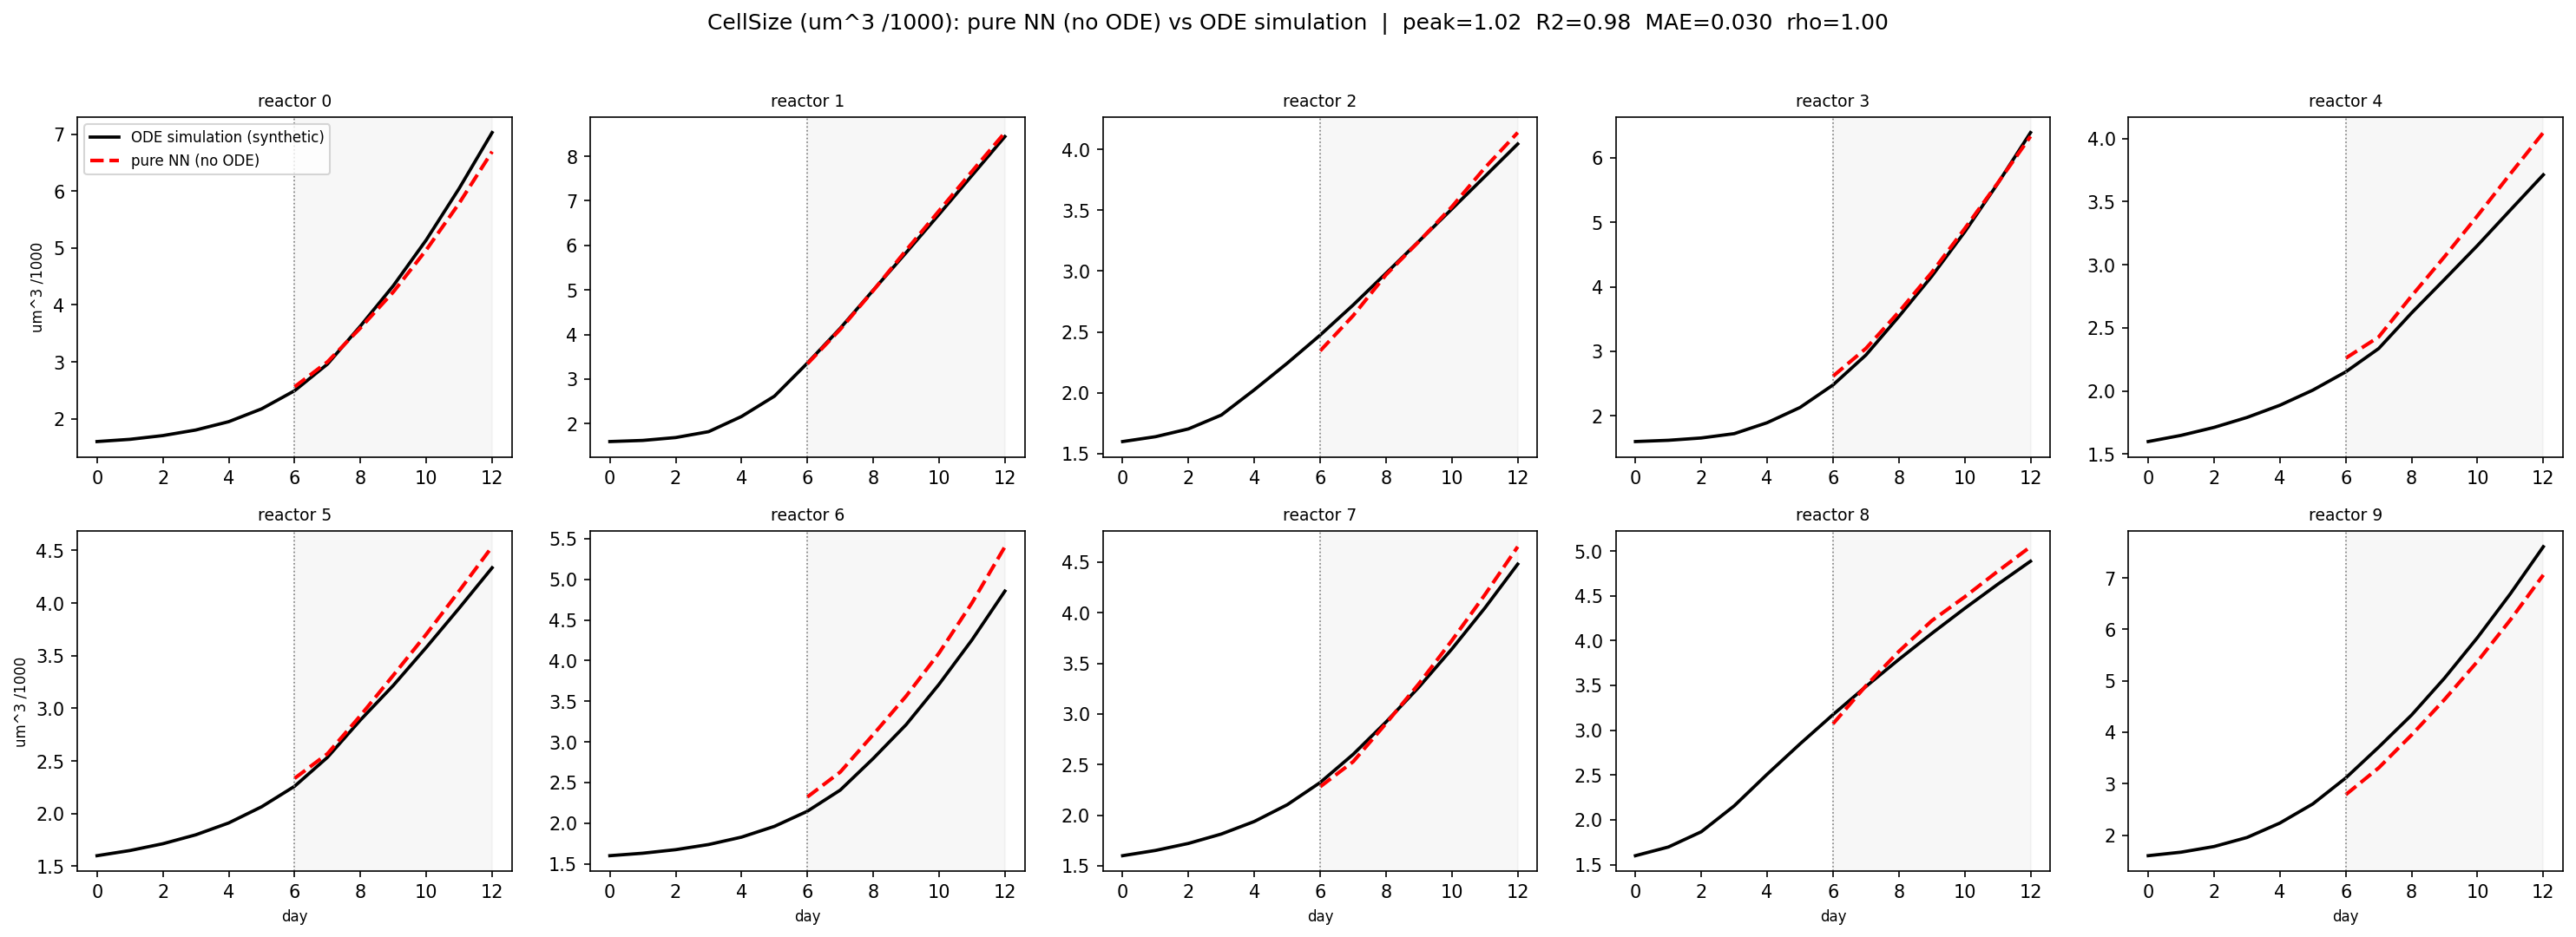 CellSize (um^3 /1000): pure NN (no ODE) vs ODE simulation | peak=1.02 R2=0.98 MAE=0.030 rho=1.00
reactor 0
7
6
5
4
3
2
0 2 4 6 8 10 12
um^3 /1000
ODE simulation (synthetic)
pure NN (no ODE)
reactor 1
8
7
6
5
4
3
2
0 2 4 6 8 10 12
reactor 2
4.0
3.5
3.0
2.5
2.0
1.5
0 2 4 6 8 10 12
reactor 3
6
5
4
3
2
0 2 4 6 8 10 12
reactor 4
4.0
3.5
3.0
2.5
2.0
1.5
0 2 4 6 8 10 12
reactor 5
4.5
4.0
3.5
3.0
2.5
2.0
1.5
0 2 4 6 8 10 12
um^3 /1000
day
reactor 6
5.5
5.0
4.5
4.0
3.5
3.0
2.5
2.0
1.5
0 2 4 6 8 10 12
day
reactor 7
4.5
4.0
3.5
3.0
2.5
2.0
1.5
0 2 4 6 8 10 12
day
reactor 8
5.0
4.5
4.0
3.5
3.0
2.5
2.0
1.5
0 2 4 6 8 10 12
day
reactor 9
7
6
5
4
3
2
0 2 4 6 8 10 12
day